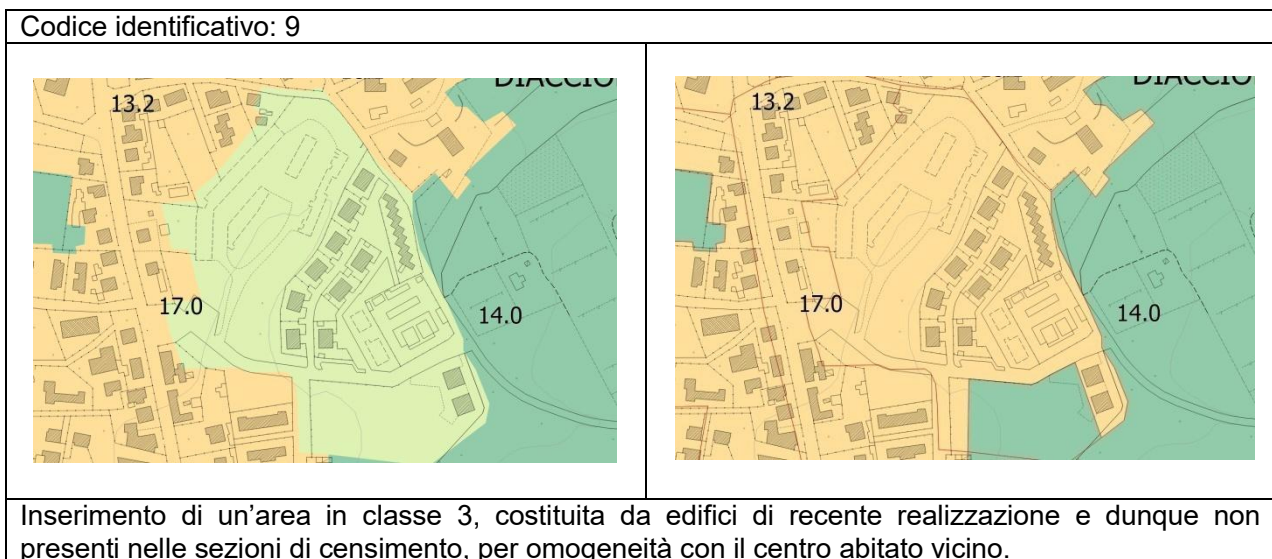 Codice identificativo: 9
DIACCIO
13.2
17.0
14.0
DIACCIO
13.2
17.0
14.0
Inserimento di un’area in classe 3, costituita da edifici di recente realizzazione e dunque non
presenti nelle sezioni di censimento, per omogeneità con il centro abitato vicino.